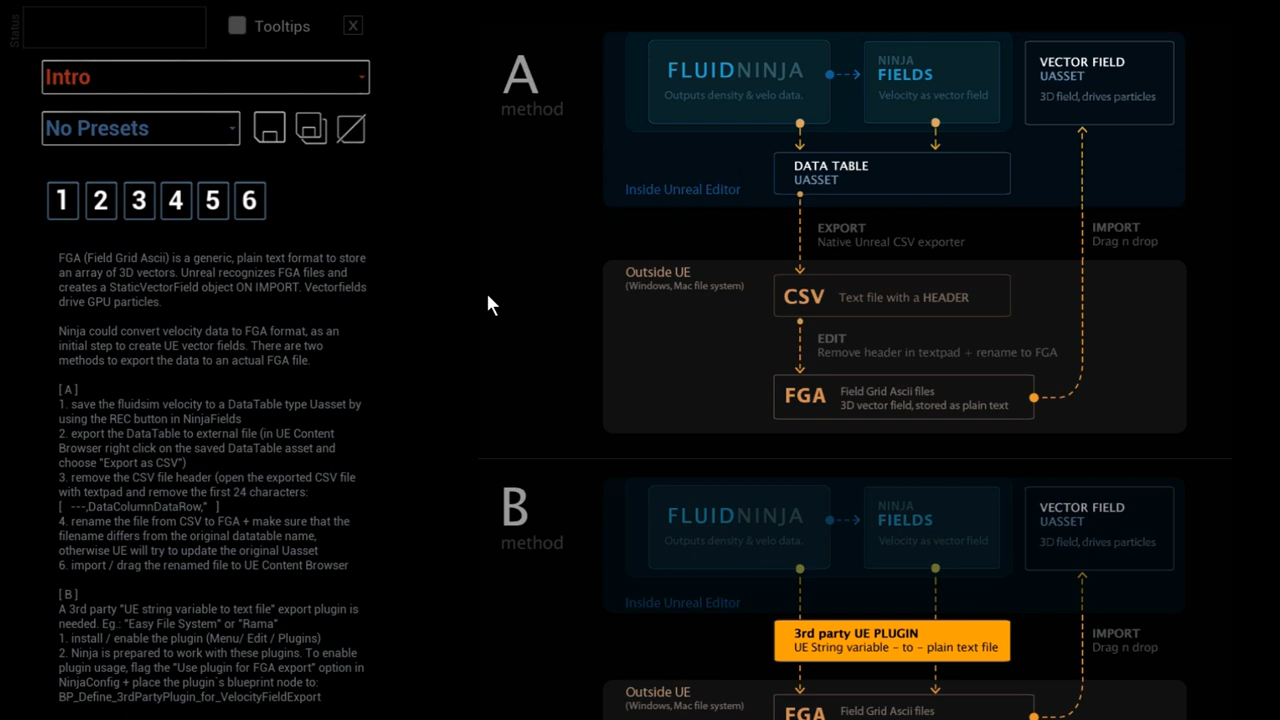 Status
Tooltips
X
Intro
No Presets
1 2 3 4 5 6
FGA (Field Grid Ascii) is a generic, plain text format to store
an array of 3D vectors. Unreal recognizes FGA files and
creates a StaticVectorField object ON IMPORT. Vectorfields
drive GPU particles.
Ninja could convert velocity data to FGA format, as an
initial step to create UE vector fields. There are two
methods to export the data to an actual FGA file.
[ A ]
1. save the fluidsim velocity to a DataTable type Uasset by
using the REC button in NinjaFields
2. export the DataTable to external file (in UE Content
Browser right click on the saved DataTable asset and
choose "Export as CSV")
3. remove the CSV file header (open the exported CSV file
with textpad and remove the first 24 characters:
[   ---,DataColumnDataRow,"   ]
4. rename the file from CSV to FGA + make sure that the
filename differs from the original datatable name,
otherwise UE will try to update the original Uasset
6. import / drag the renamed file to UE Content Browser
[ B ]
A 3rd party "UE string variable to text file" export plugin is
needed. Eg.: "Easy File System" or "Rama"
1. install / enable the plugin (Menu/ Edit / Plugins)
2. Ninja is prepared to work with these plugins. To enable
plugin usage, flag the "Use plugin for FGA export" option in
NinjaConfig + place the plugin`s blueprint node to:
BP_Define_3rdPartyPlugin_for_VelocityFieldExport
A
method
FLUIDNINJA
Outputs density & velo data.
NINJA
FIELDS
Velocity as vector field
VECTOR FIELD
UASSET
3D field, drives particles
DATA TABLE
UASSET
Inside Unreal Editor
EXPORT
Native Unreal CSV exporter
IMPORT
Drag n drop
Outside UE
(Windows, Mac file system)
CSV Text file with a HEADER
EDIT
Remove header in textpad + rename to FGA
FGA
Field Grid Ascii files
3D vector field, stored as plain text
B
method
FLUIDNINJA
Outputs density & velo data.
NINJA
FIELDS
Velocity as vector field
VECTOR FIELD
UASSET
3D field, drives particles
Inside Unreal Editor
3rd party UE PLUGIN
UE String variable – to – plain text file
IMPORT
Drag n drop
Outside UE
(Windows, Mac file system)
FGA
Field Grid Ascii files